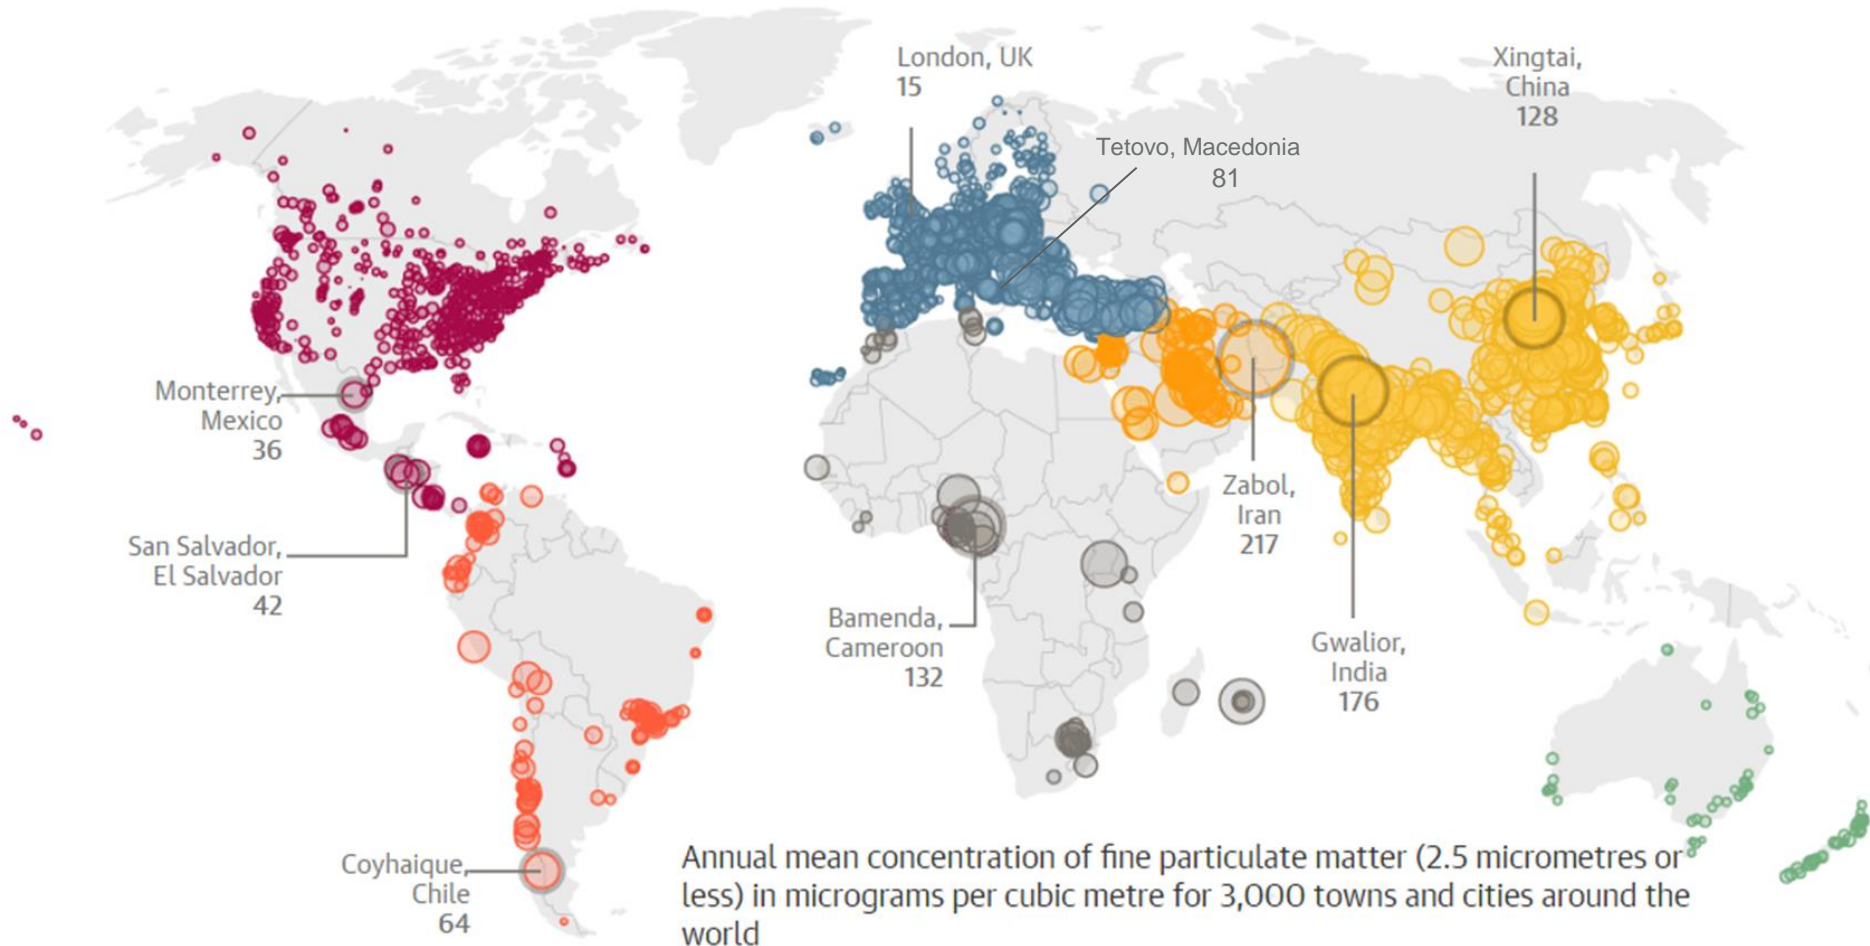 London, UK
15
Xingtai,
China
128
Tetovo, Macedonia
81
Monterrey,
Mexico
36
Zabol,
Iran
217
San Salvador,
El Salvador
42
Bamenda,
Cameroon
132
Gwalior,
India
176
Coyhaique,
Chile
64
Annual mean concentration of fine particulate matter (2.5 micrometres or
less) in micrograms per cubic metre for 3,000 towns and cities around the
world